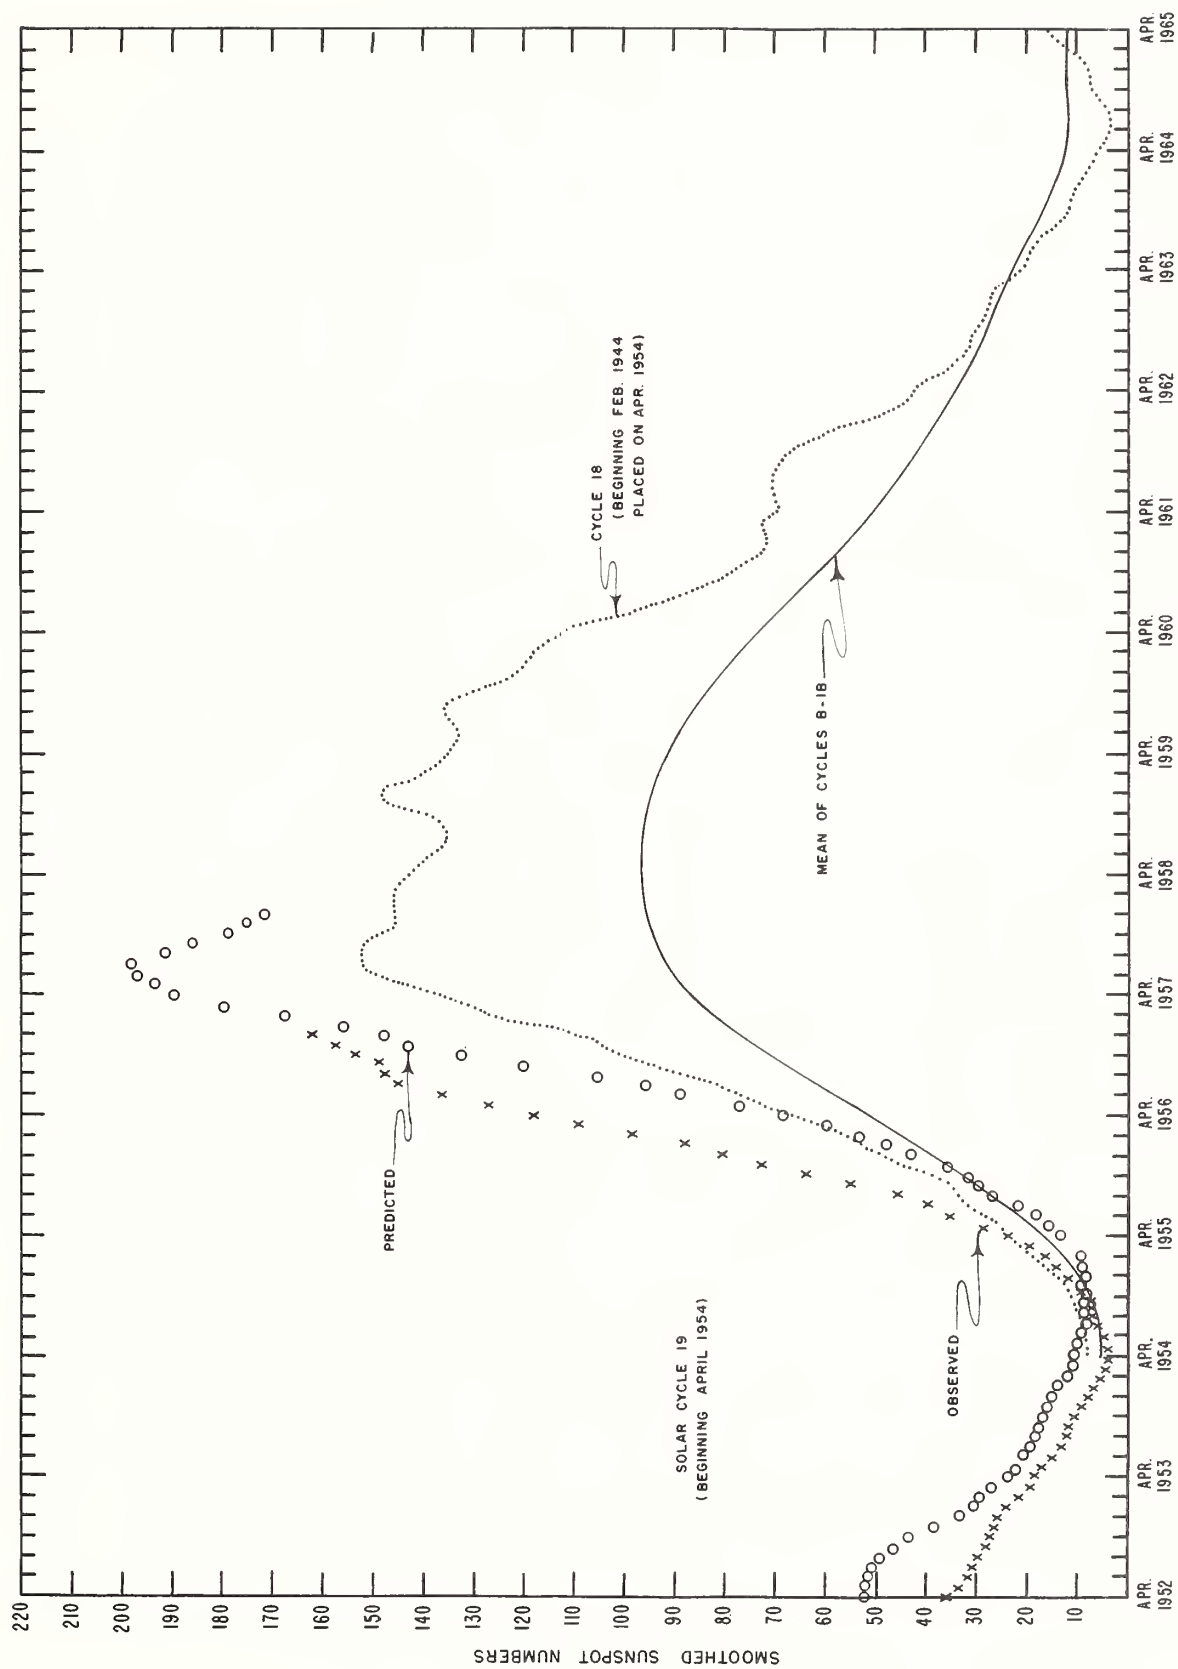 SMOOTHED SUNSPOT NUMBERS
220
210
200
190
180
170
160
150
140
130
120
110
100
90
80
70
60
50
40
30
20
10
PREDICTED
CYCLE 18
(BEGINNING FEB. 1944
PLACED ON APR. 1954)
SOLAR CYCLE 19
(BEGINNING APRIL 1954)
MEAN OF CYCLES 8-18
OBSERVED
APR.
1952
APR.
1953
APR.
1954
APR.
1955
APR.
1956
APR.
1957
APR.
1958
APR.
1959
APR.
1960
APR.
1961
APR.
1962
APR.
1963
APR.
1964
APR.
1965